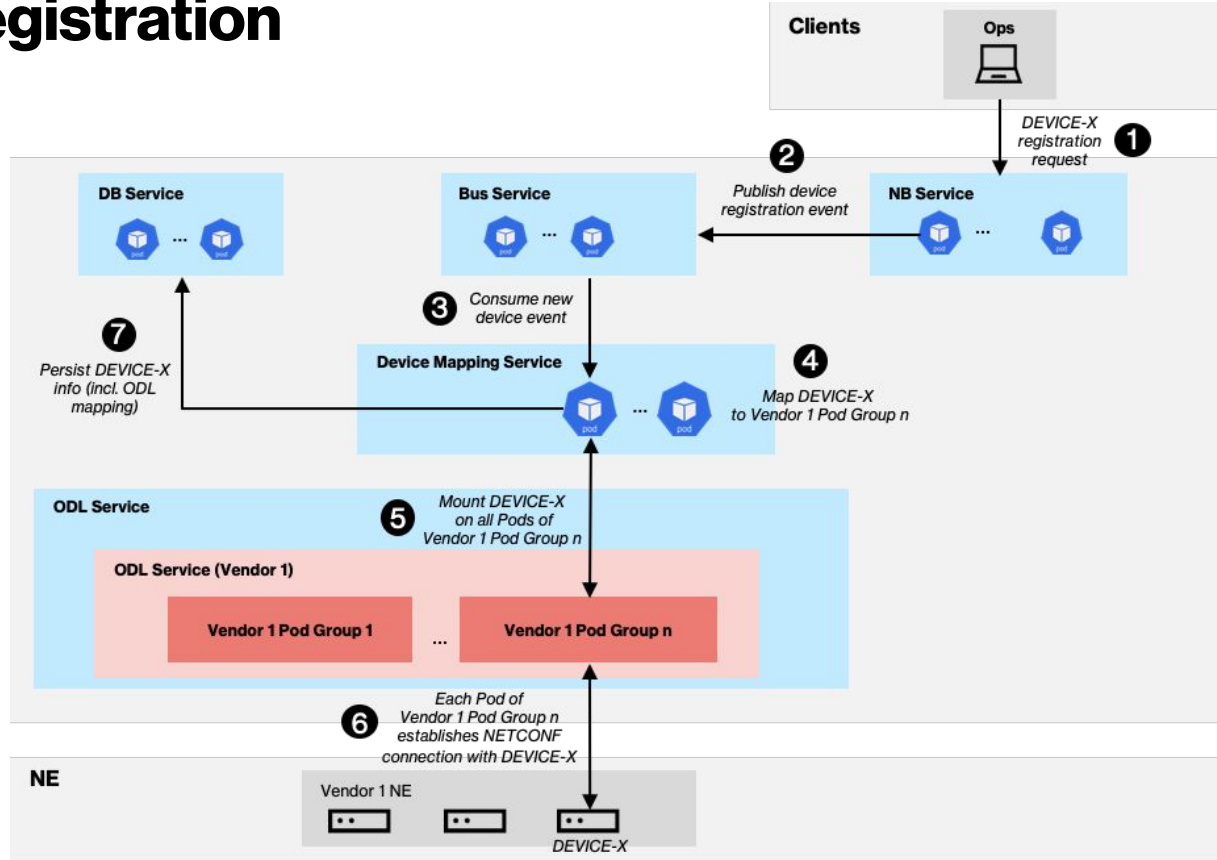 egistration
Clients
Ops
DEVICE-X
registration
request
1
2
Publish device
registration event
DB Service
pod
...
pod
Bus Service
pod
...
pod
NB Service
pod
...
pod
3
Consume new
device event
7
Persist DEVICE-X
info (incl. ODL
mapping)
Device Mapping Service
pod
...
pod
4
Map DEVICE-X
to Vendor 1 Pod Group n
ODL Service
5
Mount DEVICE-X
on all Pods of
Vendor 1 Pod Group n
ODL Service (Vendor 1)
Vendor 1 Pod Group 1
...
Vendor 1 Pod Group n
6
Each Pod of
Vendor 1 Pod Group n
establishes NETCONF
connection with DEVICE-X
NE
Vendor 1 NE
DEVICE-X